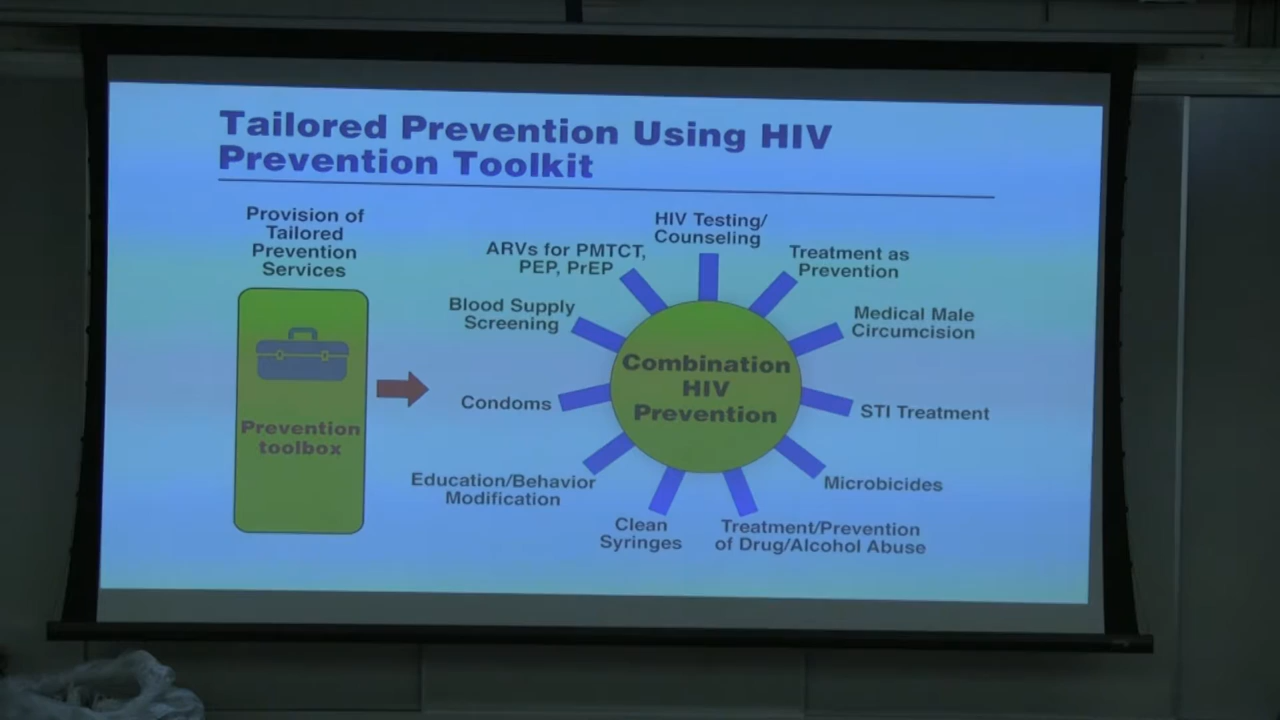 Tailored Prevention Using HIV
Prevention Toolkit
Provision of
Tailored
Prevention
Services
Prevention
toolbox
HIV Testing/
Counseling
Treatment as
Prevention
Medical Male
Circumcision
STI Treatment
Microbicides
Treatment/Prevention
of Drug/Alcohol Abuse
Clean
Syringes
Education/Behavior
Modification
Condoms
Blood Supply
Screening
ARVs for PMTCT,
PEP, PrEP
Combination
HIV
Prevention